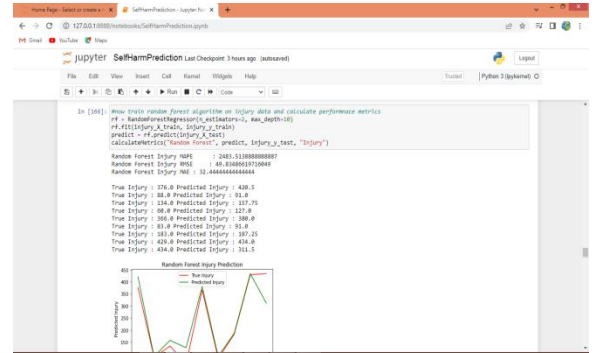 Home Page - Select or create a n
SelfHarmPrediction - Jupyter No
127.0.0.1:8888/notebooks/SelfHarmPrediction.ipynb
Gmail YouTube Maps
jupyter SelfHarmPrediction Last Checkpoint: 3 hours ago (autosaved)
Logout
File Edit View Insert Cell Kernel Widgets Help
Trusted Python 3 (ipykernel)
Run Code
In [168]: #now train random forest algorithm on injury data and calculate performnace metrics
rf = RandomForestRegressor(n_estimators=2, max_depth=10)
rf.fit(injury_X_train, injury_y_train)
predict = rf.predict(injury_X_test)
calculateMetrics("Random Forest", predict, injury_y_test, "Injury")
Random Forest Injury MAPE :
Random Forest Injury RMSE :
Random Forest Injury MAE :
True Injury : 376.0 Predicted Injury : 420.5
True Injury : 88.0 Predicted Injury : 91.0
True Injury : 134.0 Predicted Injury : 157.75
True Injury : 60.0 Predicted Injury : 127.0
True Injury : 366.0 Predicted Injury : 380.0
True Injury : 83.0 Predicted Injury : 91.0
True Injury : 183.0 Predicted Injury : 187.25
True Injury : 429.0 Predicted Injury : 434.0
True Injury : 434.0 Predicted Injury : 311.5
Random Forest Injury Prediction
True Injury
Predicted Injury
Predicted Injury
450
400
350
300
250
200
150